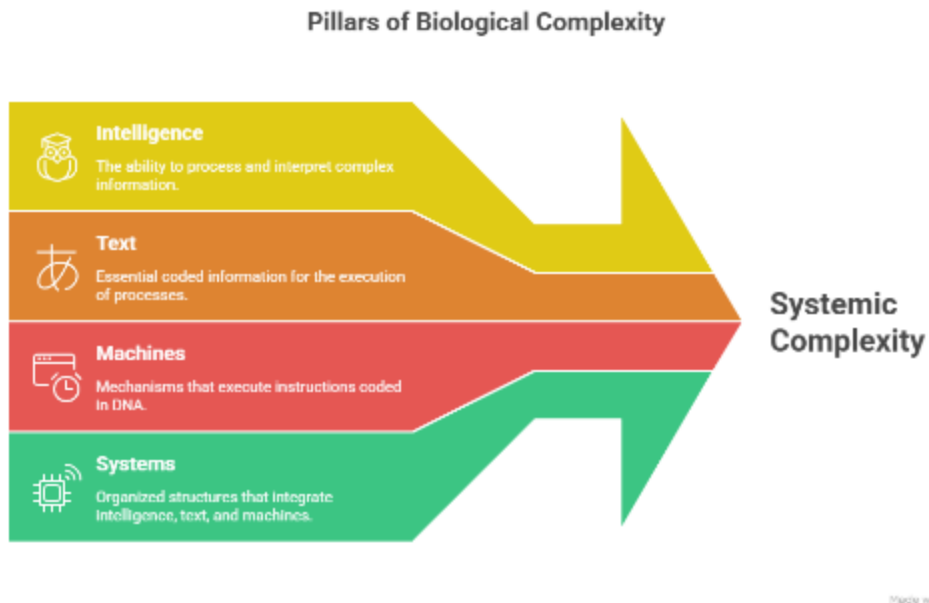 Pillars of Biological Complexity
Intelligence
The ability to process and interpret complex
information.
Text
あ
Essential coded information for the execution
of processes.
Machines
Mechanisms that execute instructions coded
in DNA.
Systems
Organized structures that integrate
intelligence, text, and machines.
Systemic
Complexity
Made